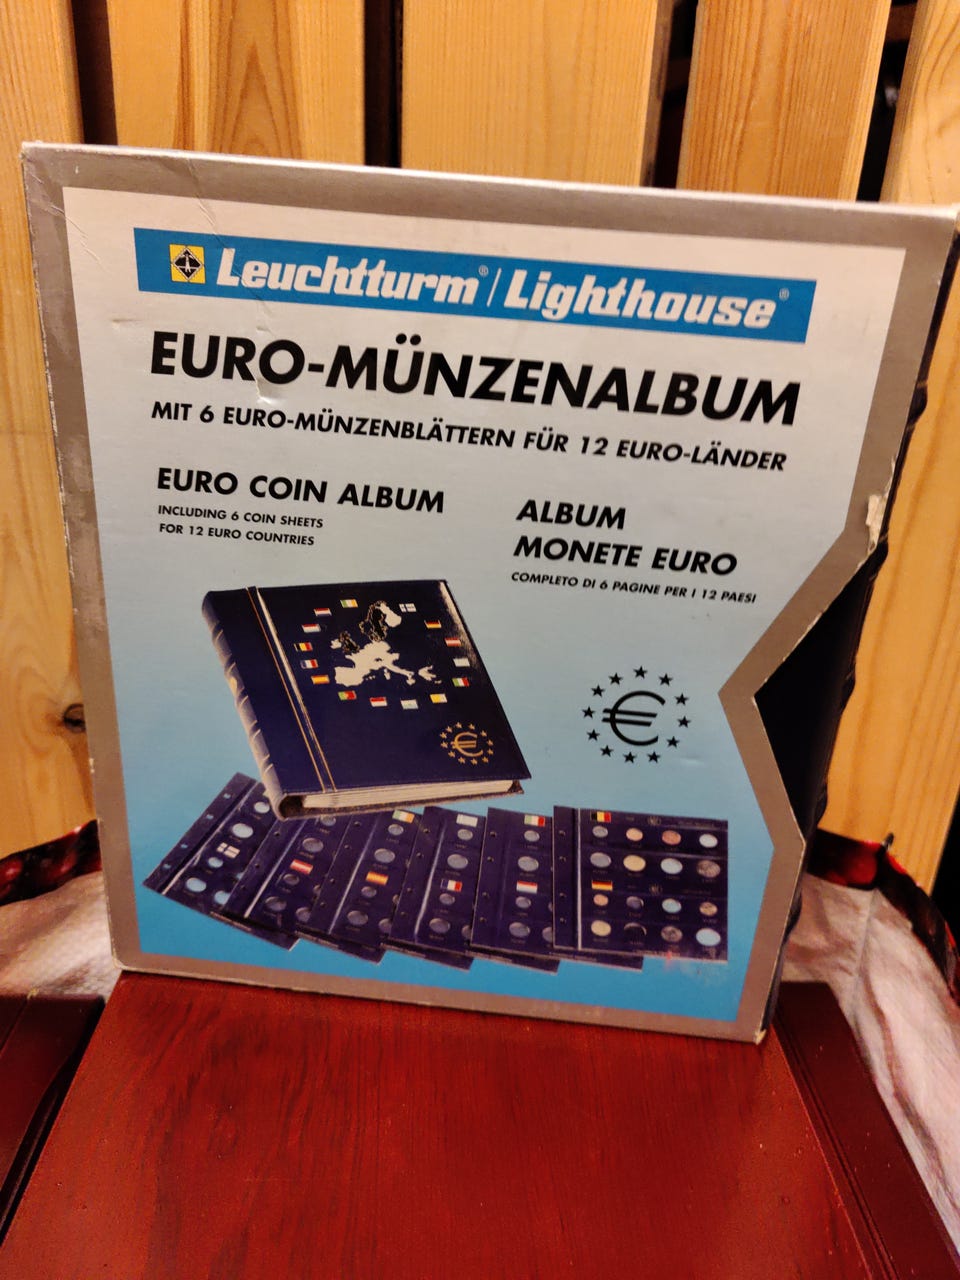 Leuchtturm® | Lighthouse®
EURO-MÜNZENALBUM
MIT 6 EURO-MÜNZENBLÄTTERN FÜR 12 EURO-LÄNDER
EURO COIN ALBUM
INCLUDING 6 COIN SHEETS
FOR 12 EURO COUNTRIES
ALBUM
MONETE EURO
COMPLETO DI 6 PAGINE PER I 12 PAESI
€
€